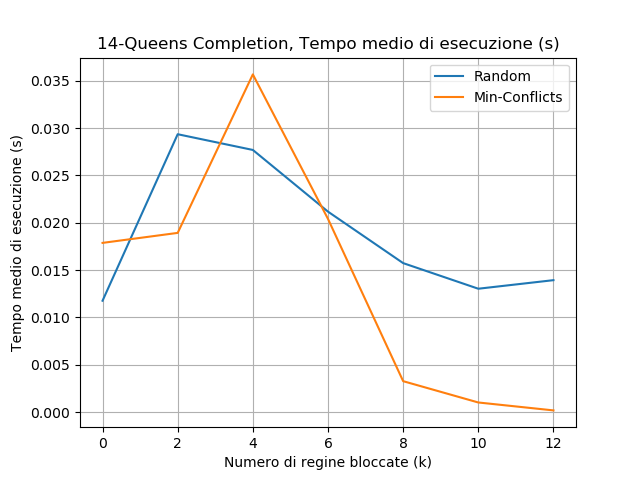 14-Queens Completion, Tempo medio di esecuzione (s)
Random
Min-Conflicts
Tempo medio di esecuzione (s)
0.035
0.030
0.025
0.020
0.015
0.010
0.005
0.000
0 2 4 6 8 10 12
Numero di regine bloccate (k)